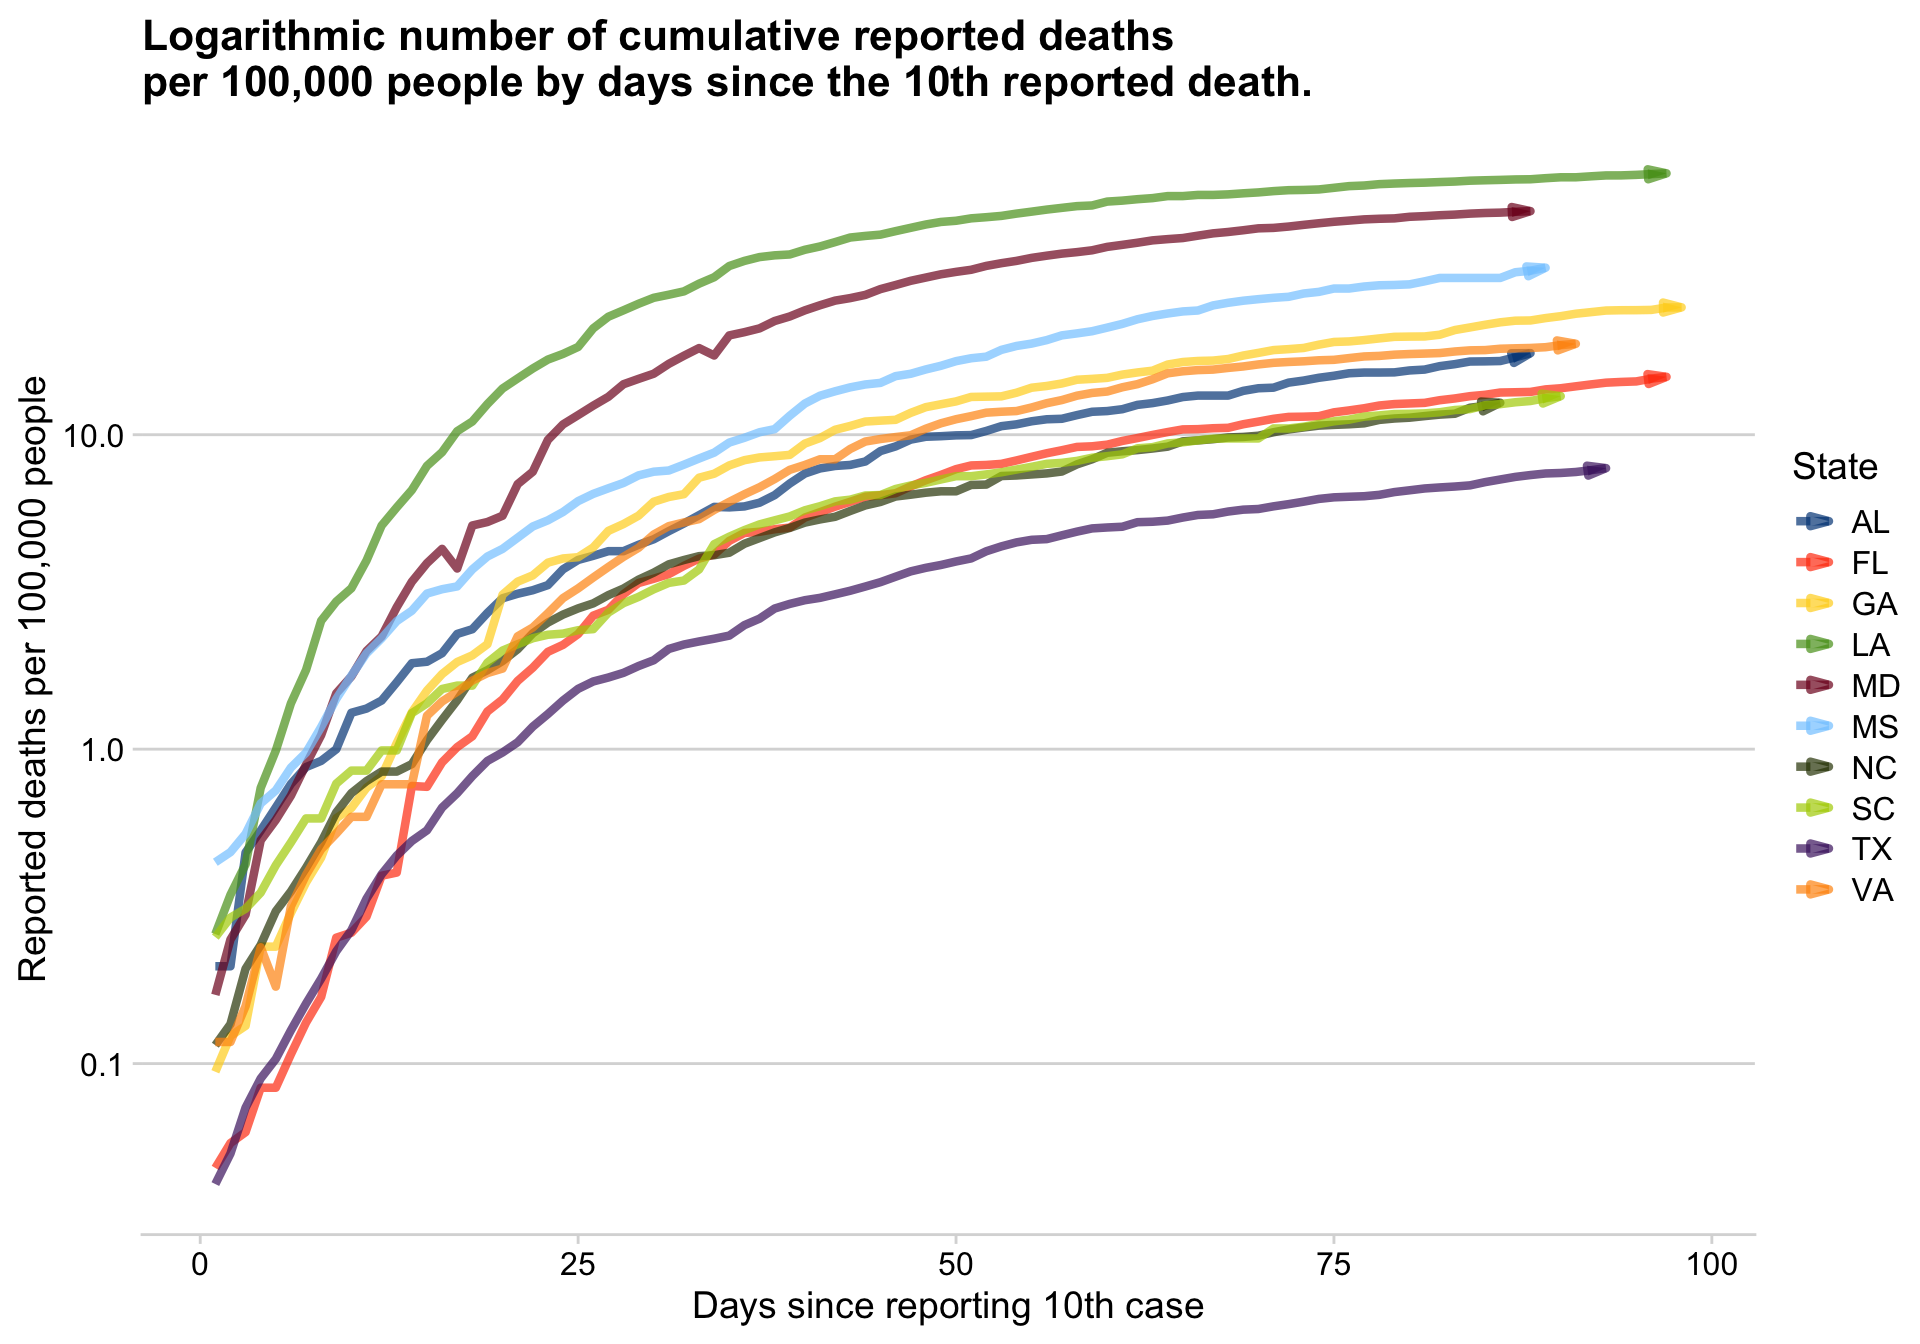 Logarithmic number of cumulative reported deaths
per 100,000 people by days since the 10th reported death.
Reported deaths per 100,000 people
10.0
1.0
0.1
0
25
50
75
100
Days since reporting 10th case
State
AL
FL
GA
LA
MD
MS
NC
SC
TX
VA